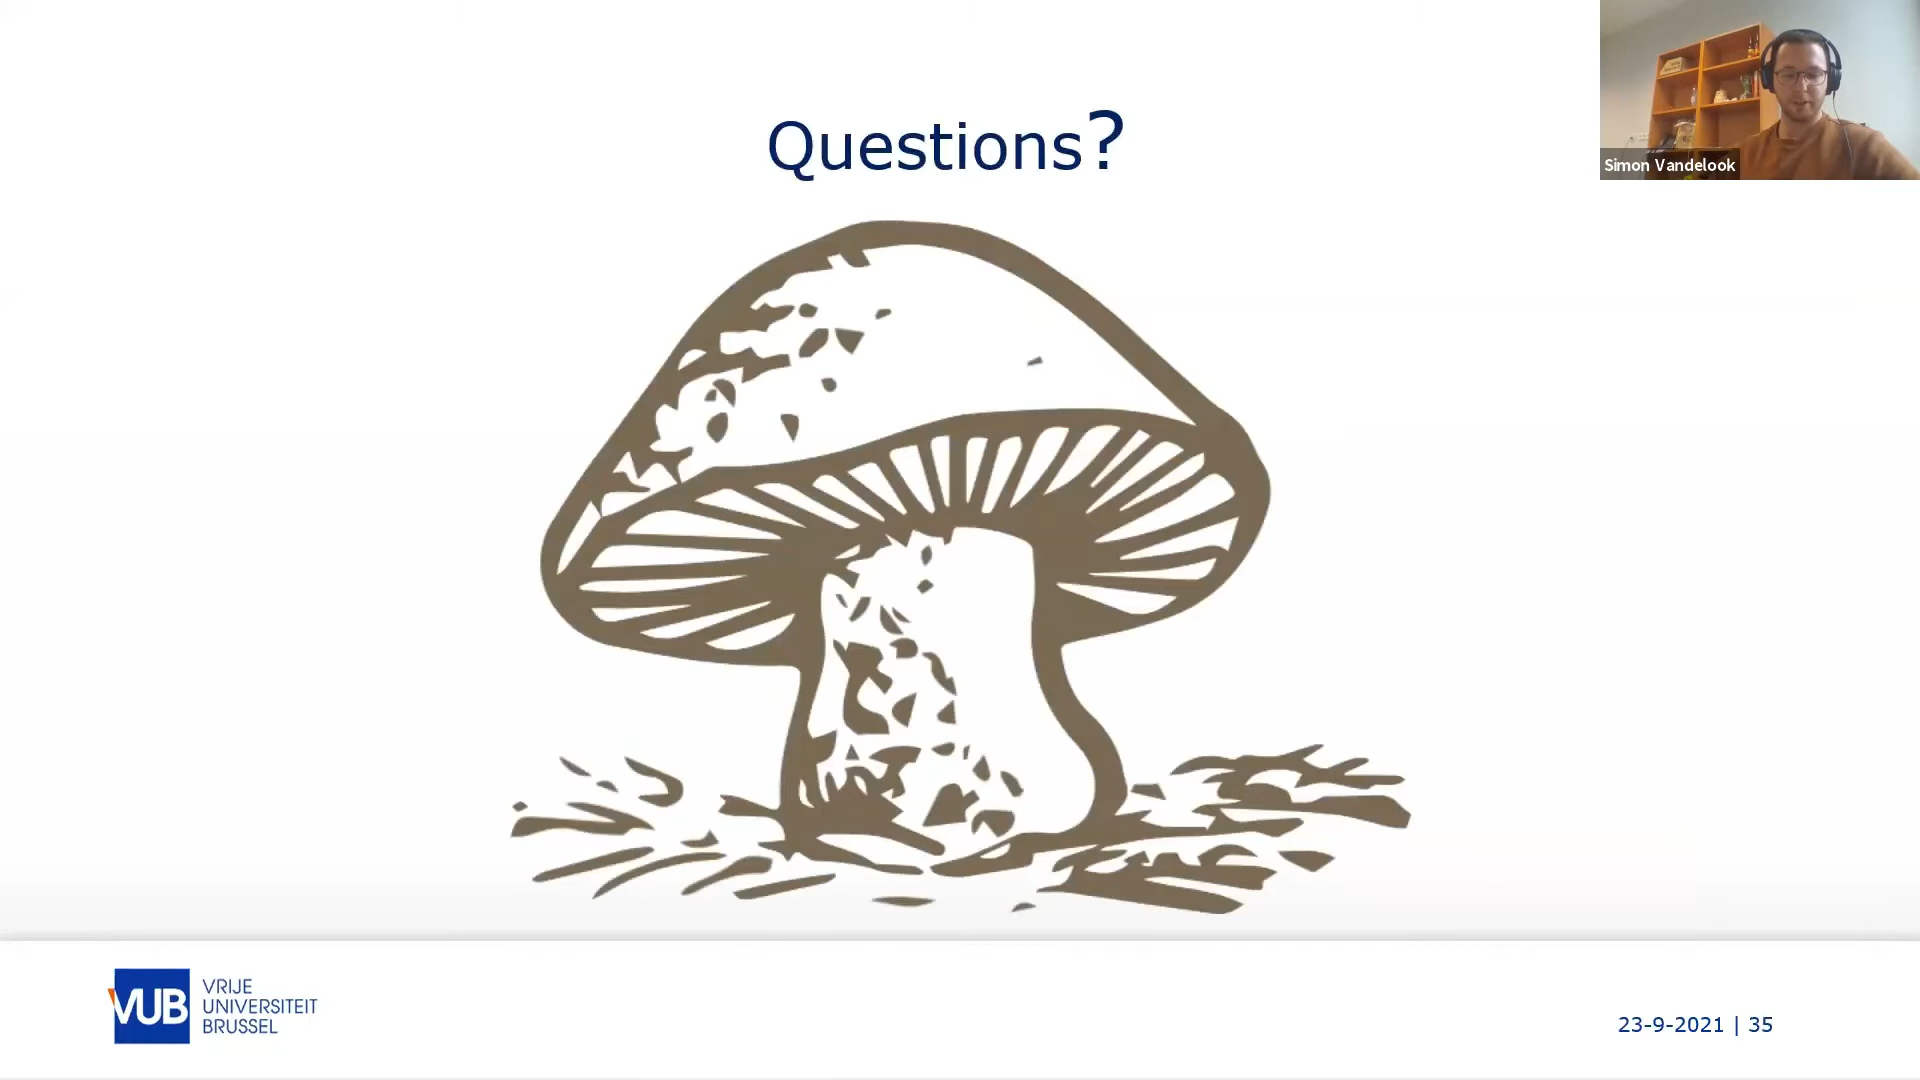 Questions?
Simon Vandelook
VUB
VRIJE
UNIVERSITEIT
BRUSSEL
23-9-2021 | 35